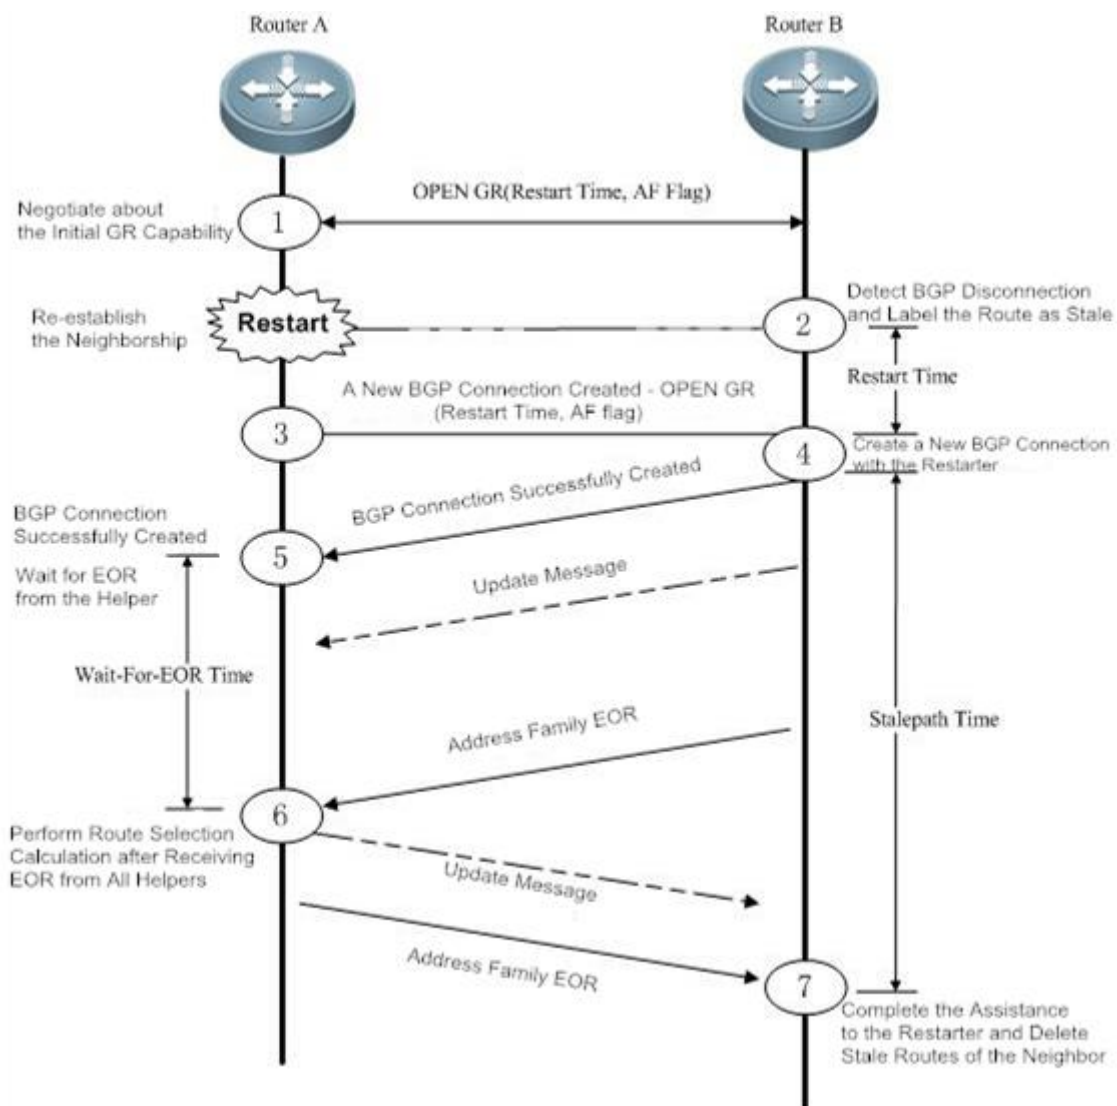 Router A
Router B
OPEN GR(Restart Time, AF Flag)
Negotiate about
the Initial GR Capability
1
Detect BGP Disconnection
and Label the Route as Stale
Re-establish
the Neighborship
Restart
2
Restart Time
A New BGP Connection Created - OPEN GR
(Restart Time, AF flag)
3
4
Create a New BGP Connection
with the Restarter
BGP Connection Successfully Created
BGP Connection
Successfully Created
5
Wait for EOR
from the Helper
Update Message
Wait-For-EOR Time
Stalepath Time
Address Family EOR
6
Perform Route Selection
Calculation after Receiving
EOR from All Helpers
Update Message
Address Family EOR
7
Complete the Assistance
to the Restarter and Delete
Stale Routes of the Neighbor